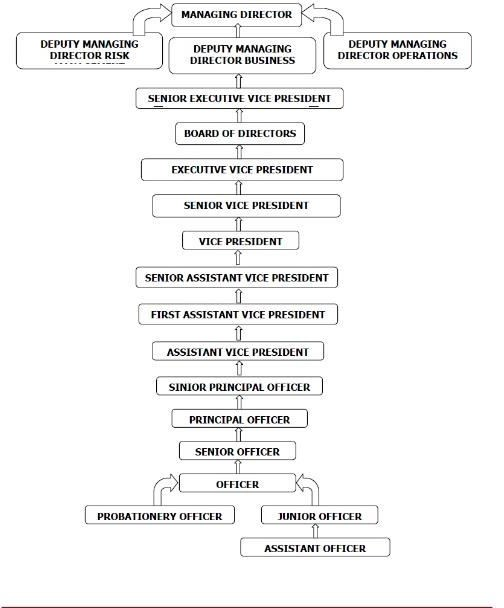 MANAGING DIRECTOR
DEPUTY MANAGING
DIRECTOR RISK
DEPUTY MANAGING
DIRECTOR BUSINESS
DEPUTY MANAGING
DIRECTOR OPERATIONS
SENIOR EXECUTIVE VICE PRESIDENT
BOARD OF DIRECTORS
EXECUTIVE VICE PRESIDENT
SENIOR VICE PRESIDENT
VICE PRESIDENT
SENIOR ASSISTANT VICE PRESIDENT
FIRST ASSISTANT VICE PRESIDENT
ASSISTANT VICE PRESIDENT
SINIOR PRINCIPAL OFFICER
PRINCIPAL OFFICER
SENIOR OFFICER
OFFICER
PROBATIONERY OFFICER
JUNIOR OFFICER
ASSISTANT OFFICER